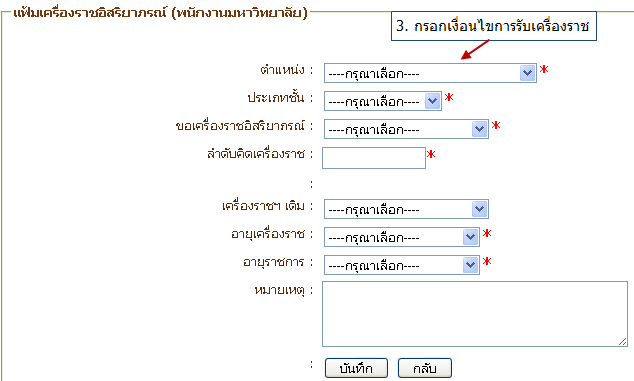 แฟ้มเครื่องราชอิสริยาภรณ์ (พนักงานมหาวิทยาลัย)
3. กรอกเงื่อนไขการรับเครื่องราช
ตำแหน่ง : ----กรุณาเลือก---- *
ประเภทชั้น : ----กรุณาเลือก---- *
ขอเครื่องราชอิสริยาภรณ์ : ----กรุณาเลือก---- *
ลำดับคิดเครื่องราช : *
:
เครื่องราชฯ เดิม : ----กรุณาเลือก----
อายุเครื่องราช : ----กรุณาเลือก---- *
อายุราชการ : ----กรุณาเลือก---- *
หมายเหตุ :
: บันทึก กลับ